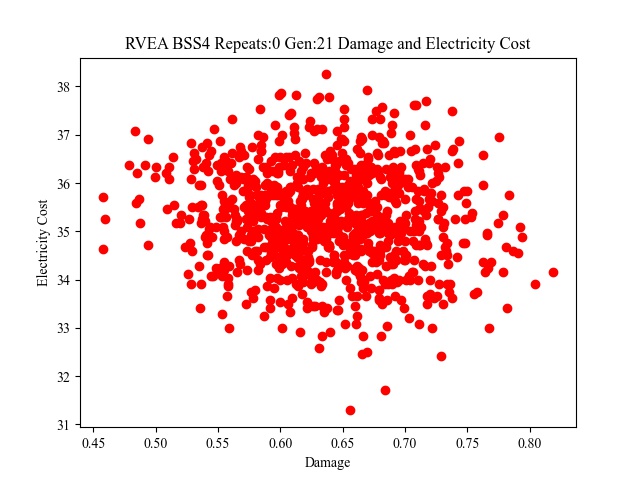 RVEA BSS4 Repeats:0 Gen:21 Damage and Electricity Cost
38
37
36
35
34
33
32
31
Electricity Cost
0.45 0.50 0.55 0.60 0.65 0.70 0.75 0.80
Damage